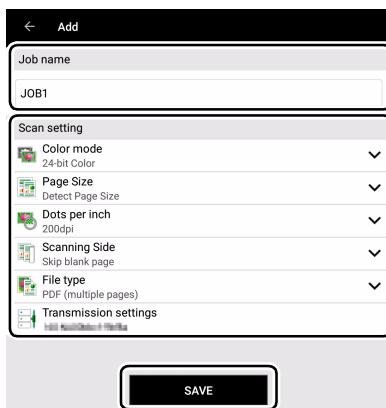 Add
Job name
JOB1
Scan setting
Color mode
24-bit Color
Page Size
Detect Page Size
Dots per inch
200dpi
Scanning Side
Skip blank page
File type
PDF (multiple pages)
Transmission settings
SAVE